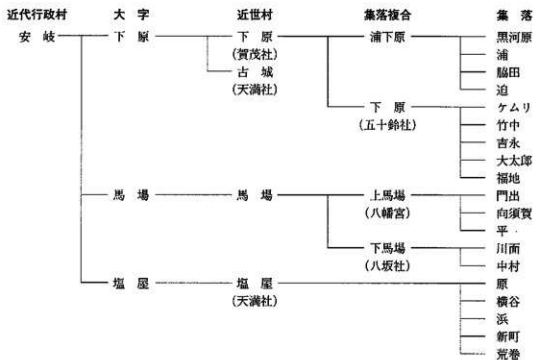 近代行政村 大字 近世村 集落複合 集落
安岐 下原 下原 浦下原 黒河原
(賀茂社) 浦
古城 脇田
(天満社) 迫
下原 ケムリ
(五十鈴社) 竹中
吉永
大太郎
福地
馬場 馬場 上馬場 門出
(八幡宮) 向須賀
平
下馬場 川面
(八坂社) 中村
塩屋 塩屋 原
(天満社) 横谷
浜
新町
荒巻